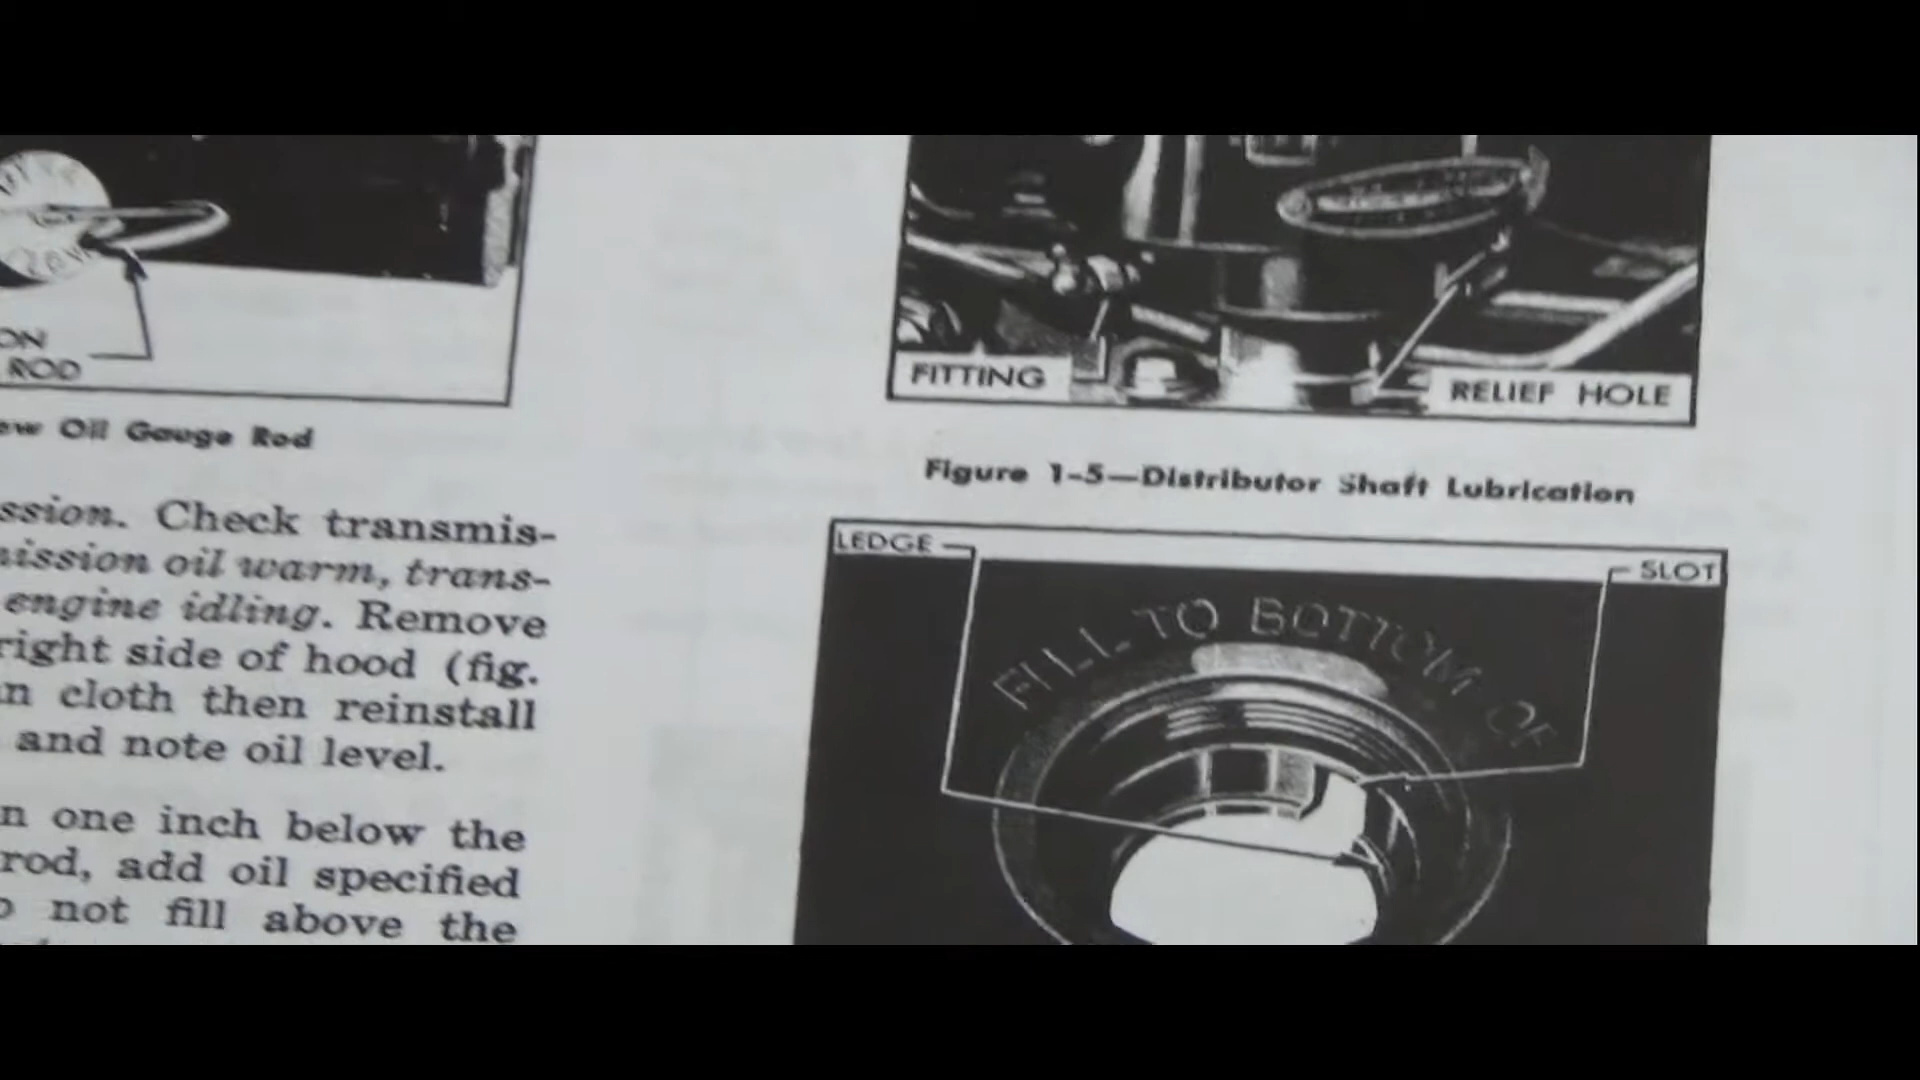 ON
ROD
Oil Gauge Rod
ssion. Check transmis-
ission oil warm, trans-
engine idling. Remove
right side of hood (fig.
n cloth then reinstall
and note oil level.
n one inch below the
rod, add oil specified
not fill above the
FITTING
RELIEF HOLE
Figure 1-5—Distributor Shaft Lubrication
LEDGE
SLOT
FILL TO BOTTOM OF